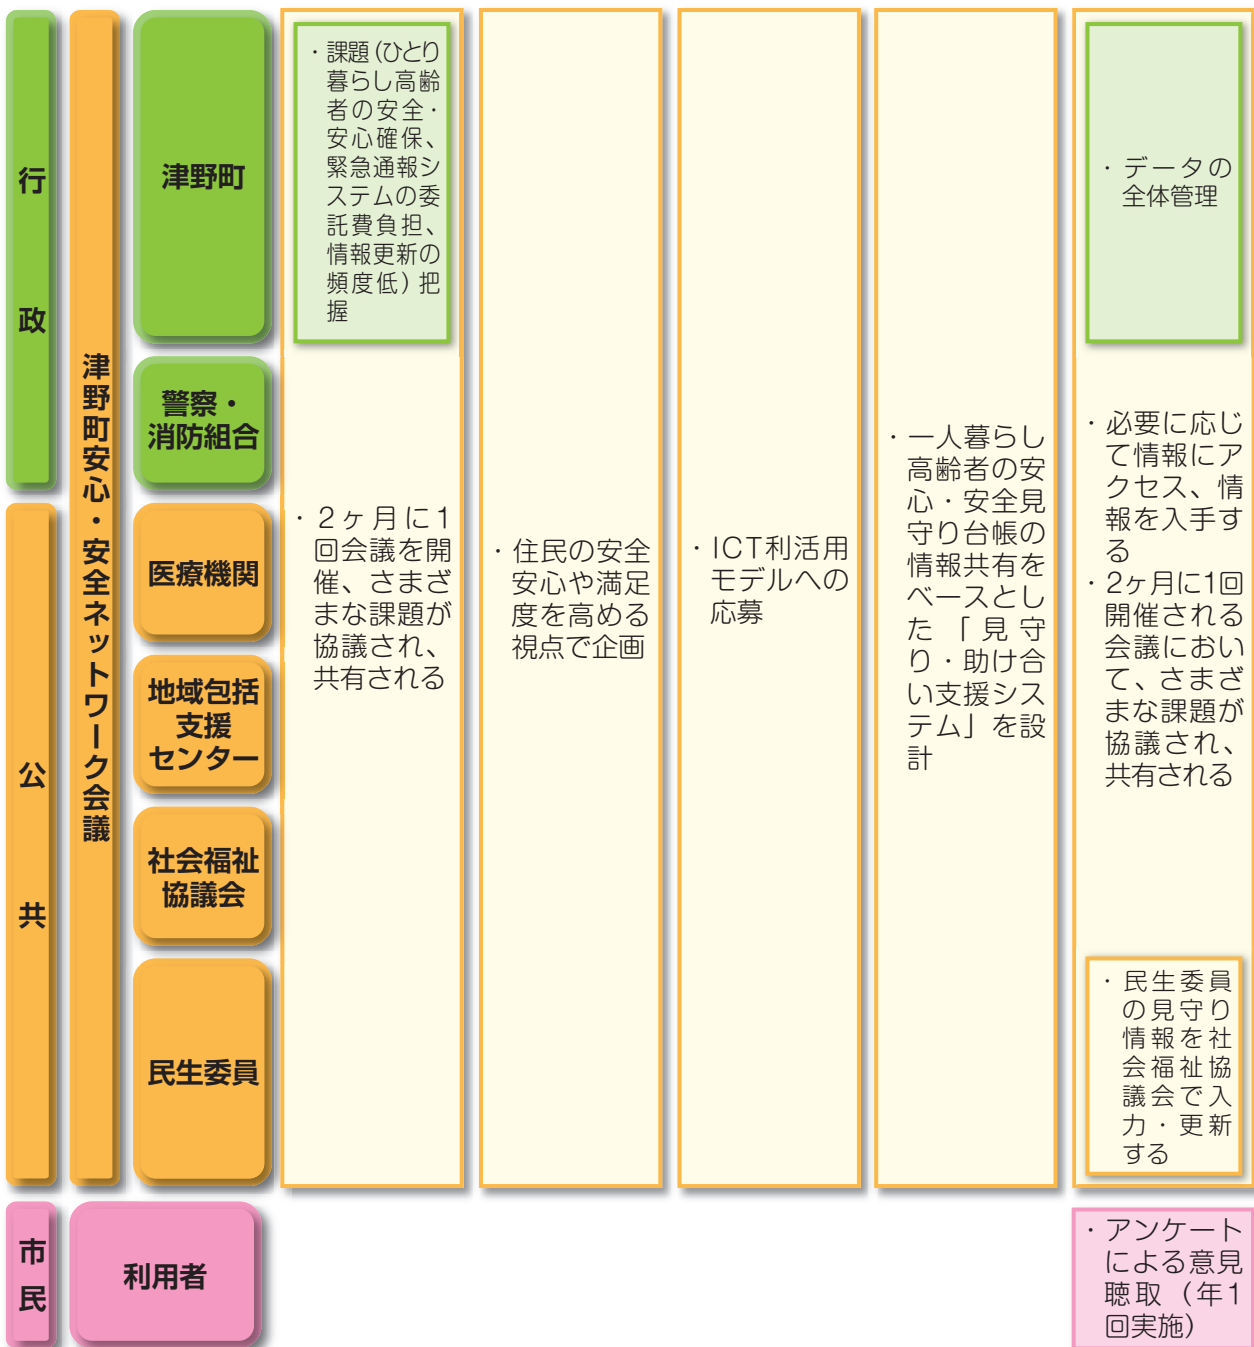 行政
公共
市民
津野町安心・安全ネットワーク会議
津野町
警察・
消防組合
医療機関
地域包括
支援
センター
社会福祉
協議会
民生委員
利用者
・課題(ひとり
暮らし高齢
者の安全・
安心確保、
緊急通報シ
ステムの委
託費負担、
情報更新の
頻度低)把
握
・2ヶ月に1
回会議を開
催、さまざ
まな課題が
協議され、
共有される
・住民の安全
安心や満足
度を高める
視点で企画
・ICT利活用
モデルへの
応募
・一人暮らし
高齢者の安
心・安全見
守り台帳の
情報共有を
ベースとし
た「見守
り・助け合
い支援シス
テム」を設
計
・データの
全体管理
・必要に応じ
て情報にア
クセス、情
報を入手す
る
・2ヶ月に1回
開催される
会議におい
て、さまざ
まな課題が
協議され、
共有される
・民生委員
の見守り
情報を社
会福祉協
議会で入
力・更新
する
・アンケート
による意見
聴取(年1
回実施)